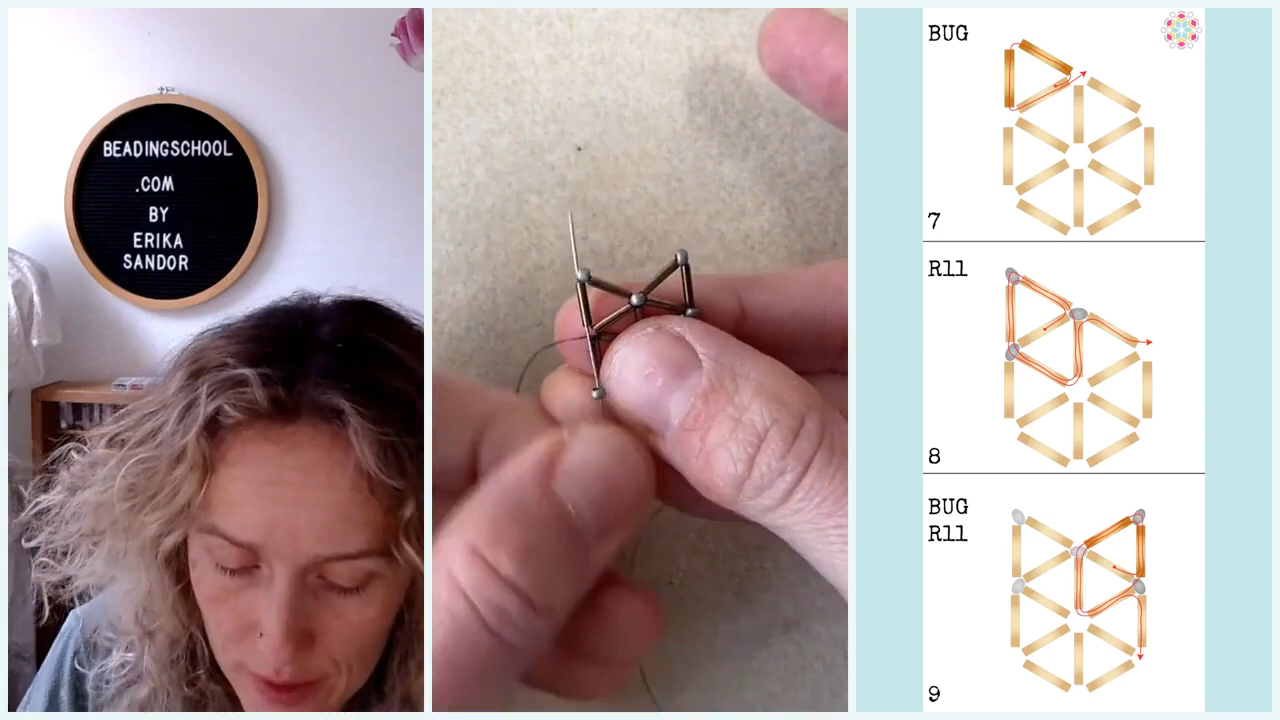 BEADINGSCHOOL
.COM
BY
ERIKA
SANDOR
BUG
7
R11
8
BUG
R11
9